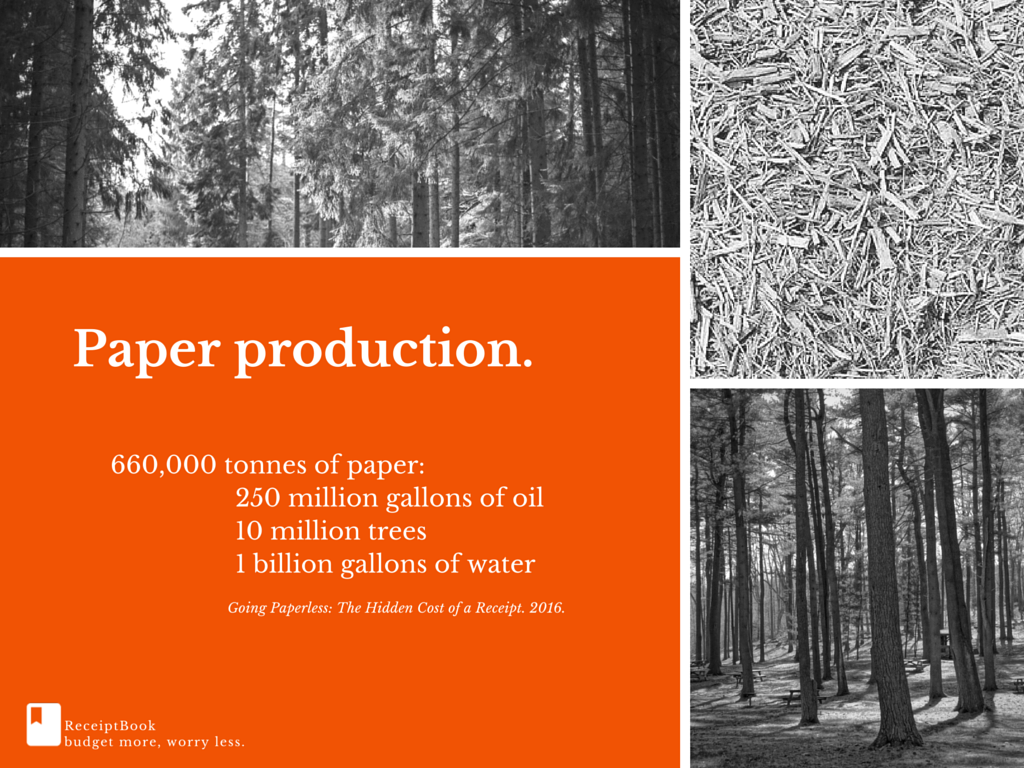 Paper production.
660,000 tonnes of paper:
250 million gallons of oil
10 million trees
1 billion gallons of water
Going Paperless: The Hidden Cost of a Receipt. 2016.
ReceiptBook
budget more, worry less.